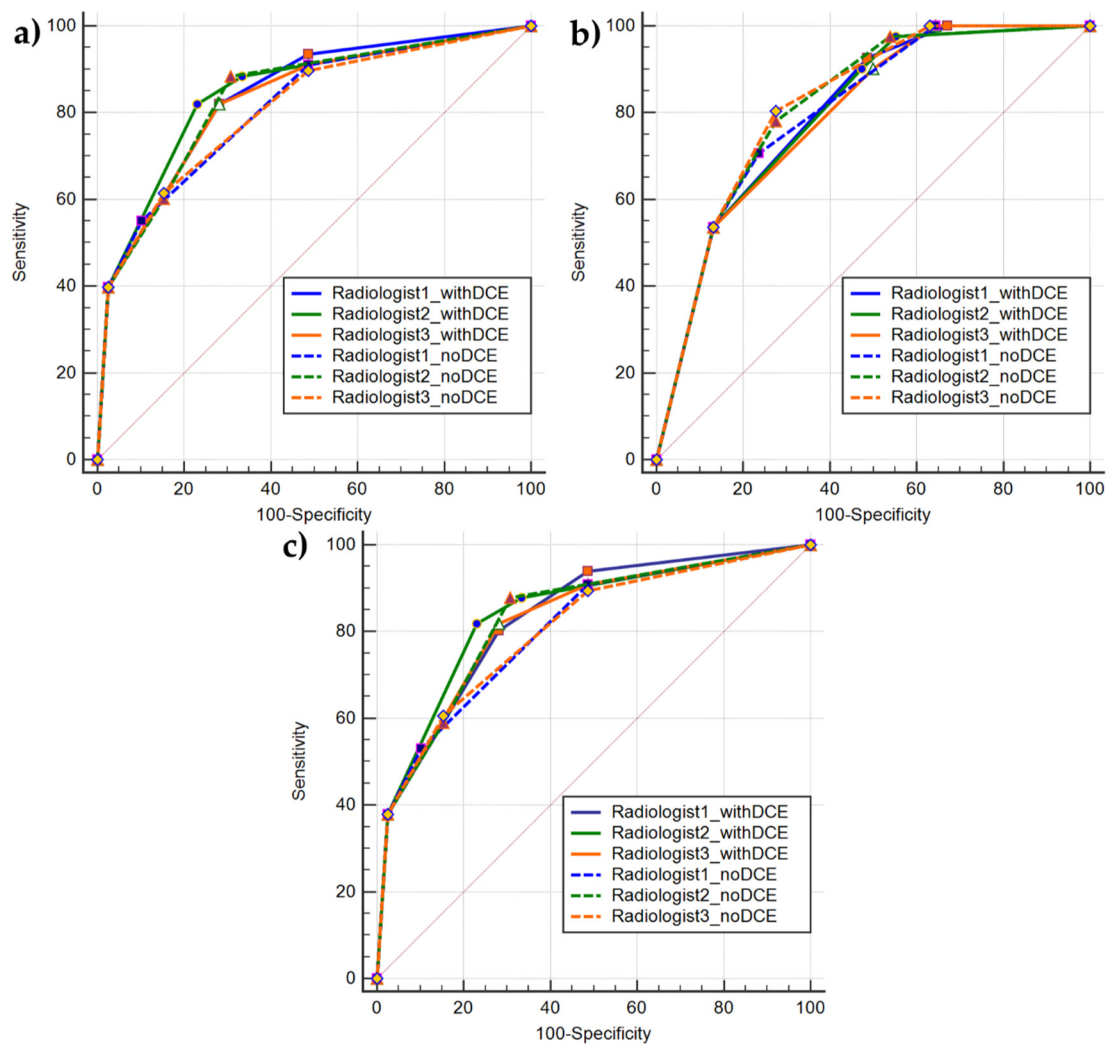 a)
100
80
60
40
20
0
Sensitivity
Radiologist1_withDCE
Radiologist2_withDCE
Radiologist3_withDCE
Radiologist1_noDCE
Radiologist2_noDCE
Radiologist3_noDCE
0 20 40 60 80 100
100-Specificity
b)
100
80
60
40
20
0
Sensitivity
Radiologist1_withDCE
Radiologist2_withDCE
Radiologist3_withDCE
Radiologist1_noDCE
Radiologist2_noDCE
Radiologist3_noDCE
0 20 40 60 80 100
100-Specificity
c)
100
80
60
40
20
0
Sensitivity
Radiologist1_withDCE
Radiologist2_withDCE
Radiologist3_withDCE
Radiologist1_noDCE
Radiologist2_noDCE
Radiologist3_noDCE
0 20 40 60 80 100
100-Specificity